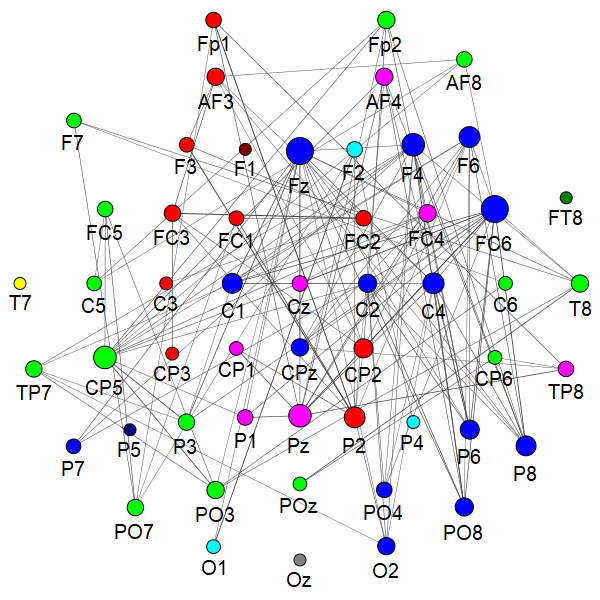 Fp1 Fp2
AF3 AF4 AF8
F7 F3 F1 Fz F2 F4 F6
FT8
FC5 FC3 FC1 FC2 FC4 FC6
T7 C5 C3 C1 Cz C2 C4 C6 T8
TP7 CP5 CP3 CP1 CPz CP2 CP6 TP8
P7 P5 P3 P1 Pz P2 P4 P6 P8
PO7 PO3 POz PO4 PO8
O1 Oz O2